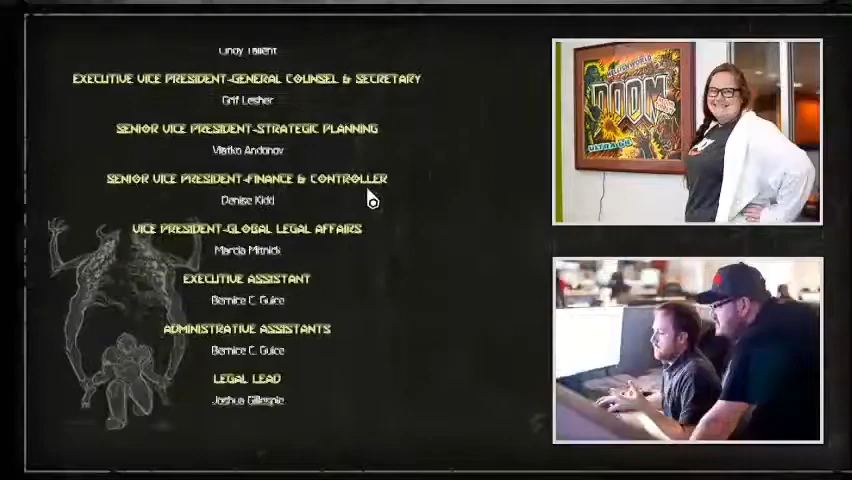 Cindy Tallent
EXECUTIVE VICE PRESIDENT-GENERAL COUNSEL & SECRETARY
Grif Lesher
SENIOR VICE PRESIDENT-STRATEGIC PLANNING
Vlatko Andonov
SENIOR VICE PRESIDENT-FINANCE & CONTROLLER
Denise Kidd
VICE PRESIDENT-GLOBAL LEGAL AFFAIRS
Marcia Mitnick
EXECUTIVE ASSISTANT
Bernice C. Guice
ADMINISTRATIVE ASSISTANTS
Bernice C. Guice
LEGAL LEAD
Joshua Gillespie
DOOM
ULTRA 64